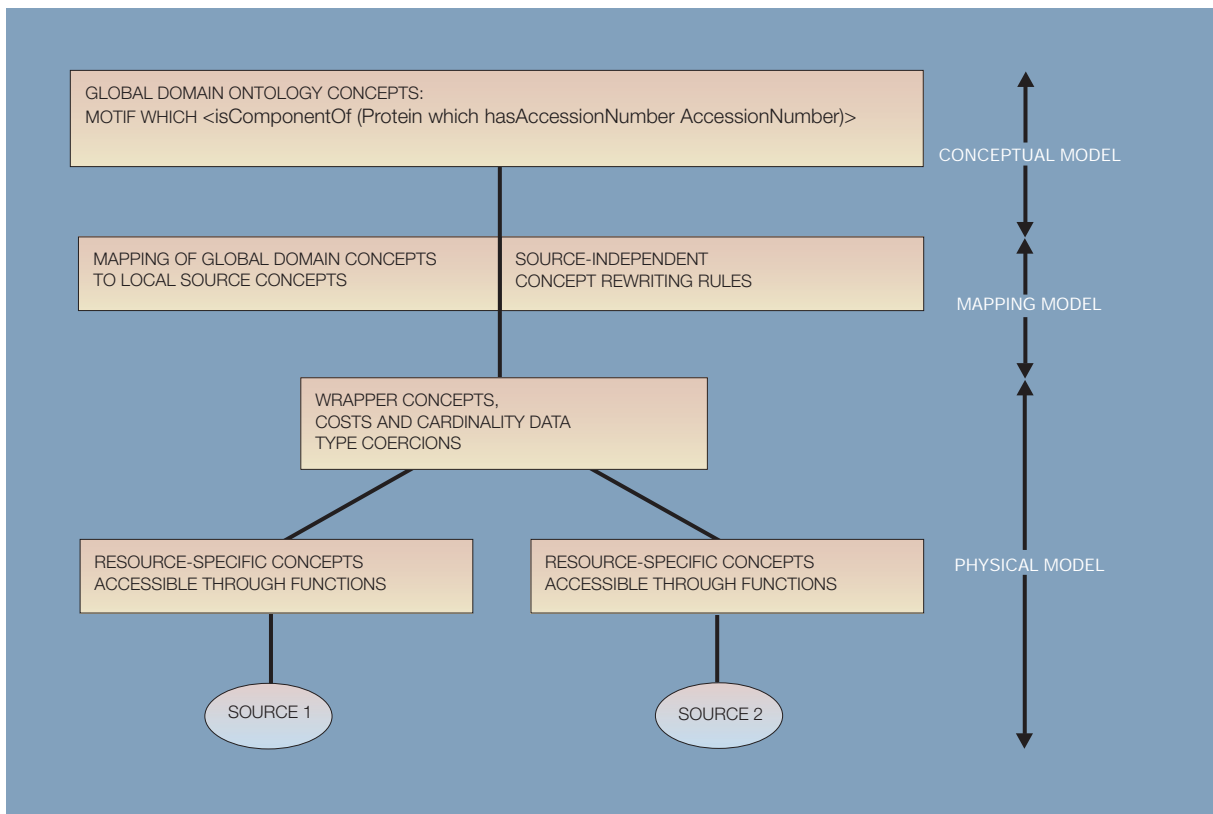 GLOBAL DOMAIN ONTOLOGY CONCEPTS:
MOTIF WHICH <isComponentOf (Protein which hasAccessionNumber AccessionNumber)>
CONCEPTUAL MODEL
MAPPING OF GLOBAL DOMAIN CONCEPTS
TO LOCAL SOURCE CONCEPTS
SOURCE-INDEPENDENT
CONCEPT REWRITING RULES
MAPPING MODEL
WRAPPER CONCEPTS,
COSTS AND CARDINALITY DATA
TYPE COERCIONS
RESOURCE-SPECIFIC CONCEPTS
ACCESSIBLE THROUGH FUNCTIONS
RESOURCE-SPECIFIC CONCEPTS
ACCESSIBLE THROUGH FUNCTIONS
PHYSICAL MODEL
SOURCE 1
SOURCE 2